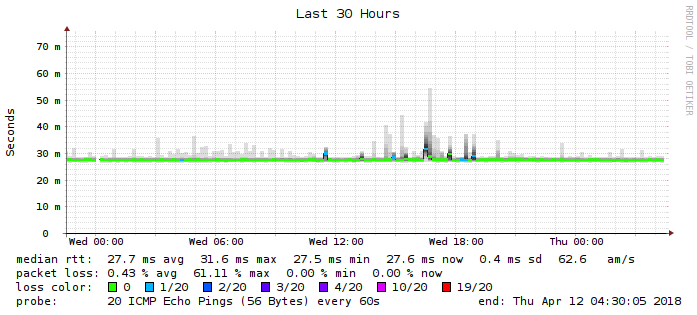 Last 30 Hours
RRDTOOL / TOBI OETIKER
Seconds
70 m
60 m
50 m
40 m
30 m
20 m
10 m
0
Wed 00:00 Wed 06:00 Wed 12:00 Wed 18:00 Thu 00:00
median rtt: 27.7 ms avg 31.6 ms max 27.5 ms min 27.6 ms now 0.4 ms sd 62.6 am/s
packet loss: 0.43 % avg 61.11 % max 0.00 % min 0.00 % now
loss color: 0 1/20 2/20 3/20 4/20 10/20 19/20
probe: 20 ICMP Echo Pings (56 Bytes) every 60s end: Thu Apr 12 04:30:05 2018